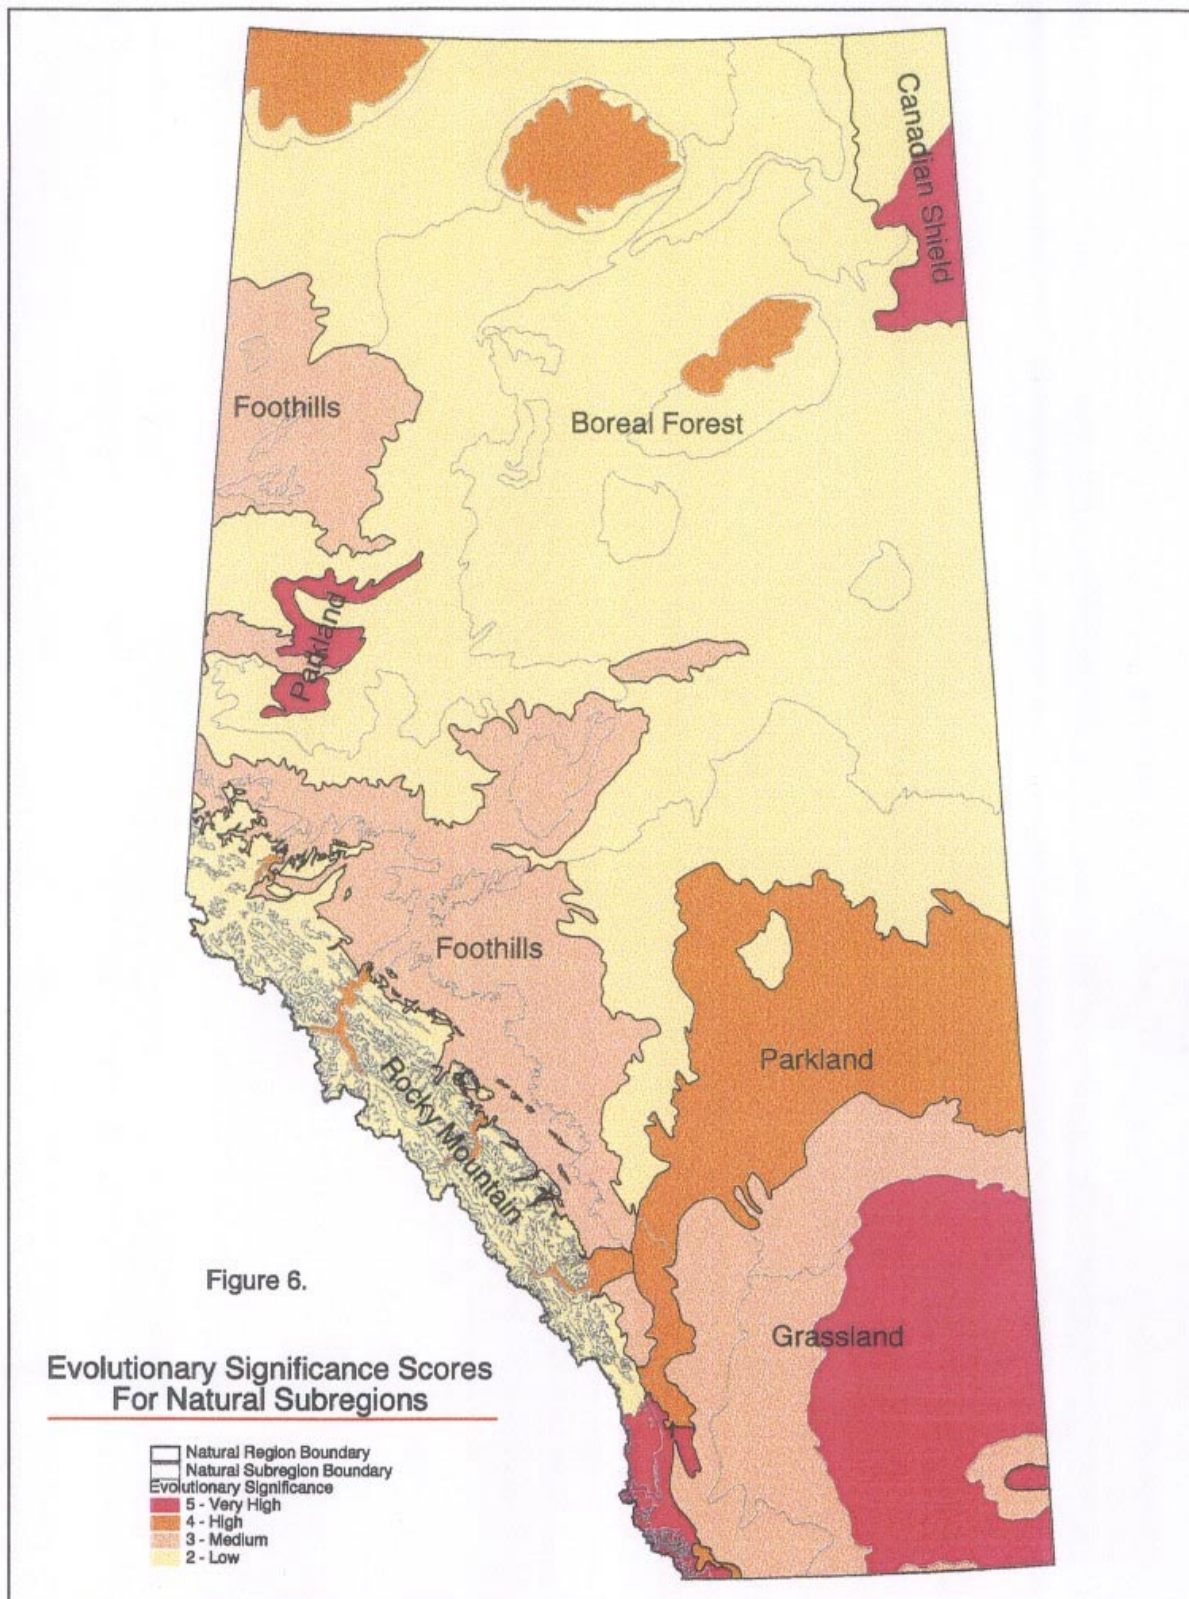 Canadian Shield
Foothills
Boreal Forest
Parkland
Foothills
Parkland
Rocky Mountain
Figure 6.
Grassland
Evolutionary Significance Scores
For Natural Subregions
Natural Region Boundary
Natural Subregion Boundary
Evolutionary Significance
5 - Very High
4 - High
3 - Medium
2 - Low